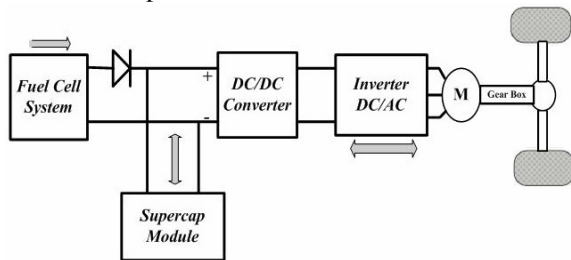 Fuel Cell
System
+
-
DC/DC
Converter
Inverter
DC/AC
M
Gear Box
Supercap
Module